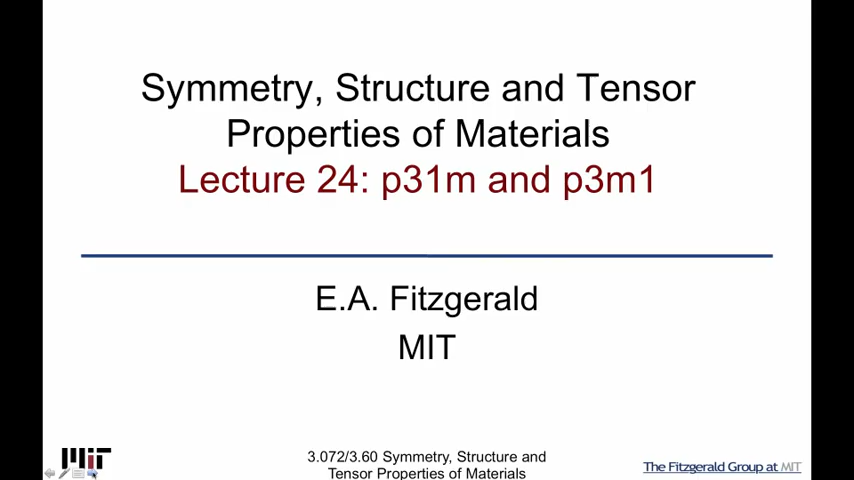 Symmetry, Structure and Tensor
Properties of Materials
Lecture 24: p31m and p3m1
E.A. Fitzgerald
MIT
MIT
3.072/3.60 Symmetry, Structure and
Tensor Properties of Materials
The Fitzgerald Group at MIT